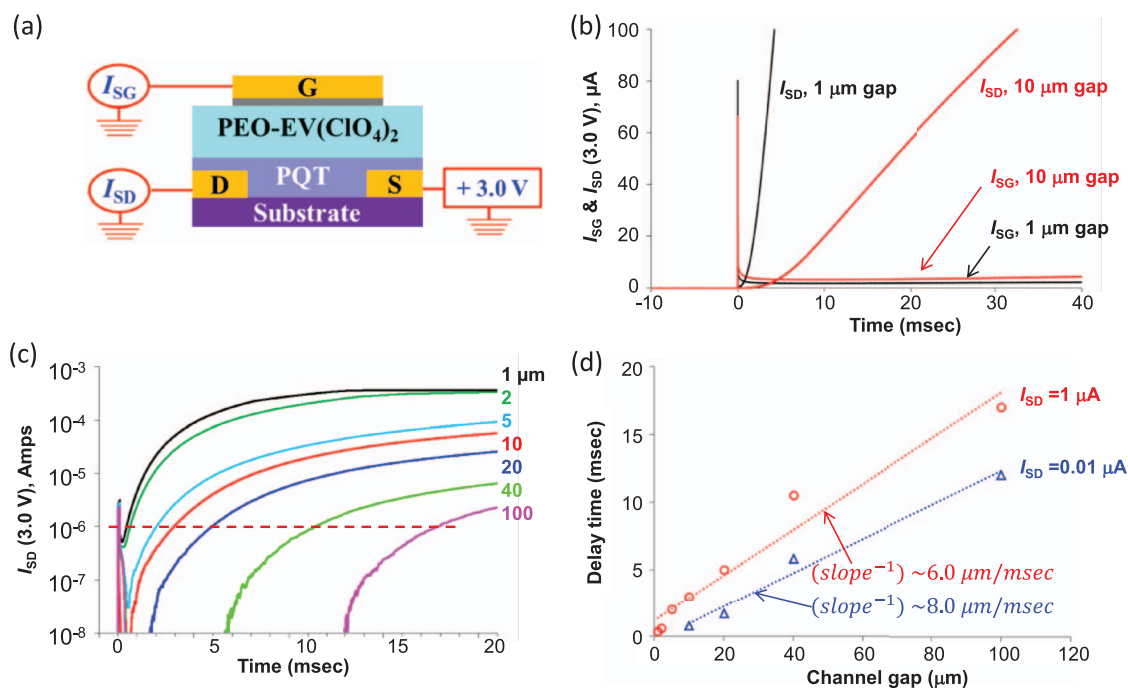 (a)
I_SG
G
PEO-EV(ClO₄)₂
I_SD
D
PQT
S
+ 3.0 V
Substrate
(b)
I_SG & I_SD (3.0 V), µA
100
80
60
40
20
0
-10
0
10
20
30
40
Time (msec)
I_SD, 1 µm gap
I_SD, 10 µm gap
I_SG, 10 µm gap
I_SG, 1 µm gap
(c)
I_SD (3.0 V), Amps
10⁻³
10⁻⁴
10⁻⁵
10⁻⁶
10⁻⁷
10⁻⁸
0
5
10
15
20
Time (msec)
1 µm
2
5
10
20
40
100
(d)
Delay time (msec)
20
15
10
5
0
0
20
40
60
80
100
120
Channel gap (µm)
I_SD =1 µA
I_SD =0.01 µA
(slope⁻¹) ~6.0 µm/msec
(slope⁻¹) ~8.0 µm/msec